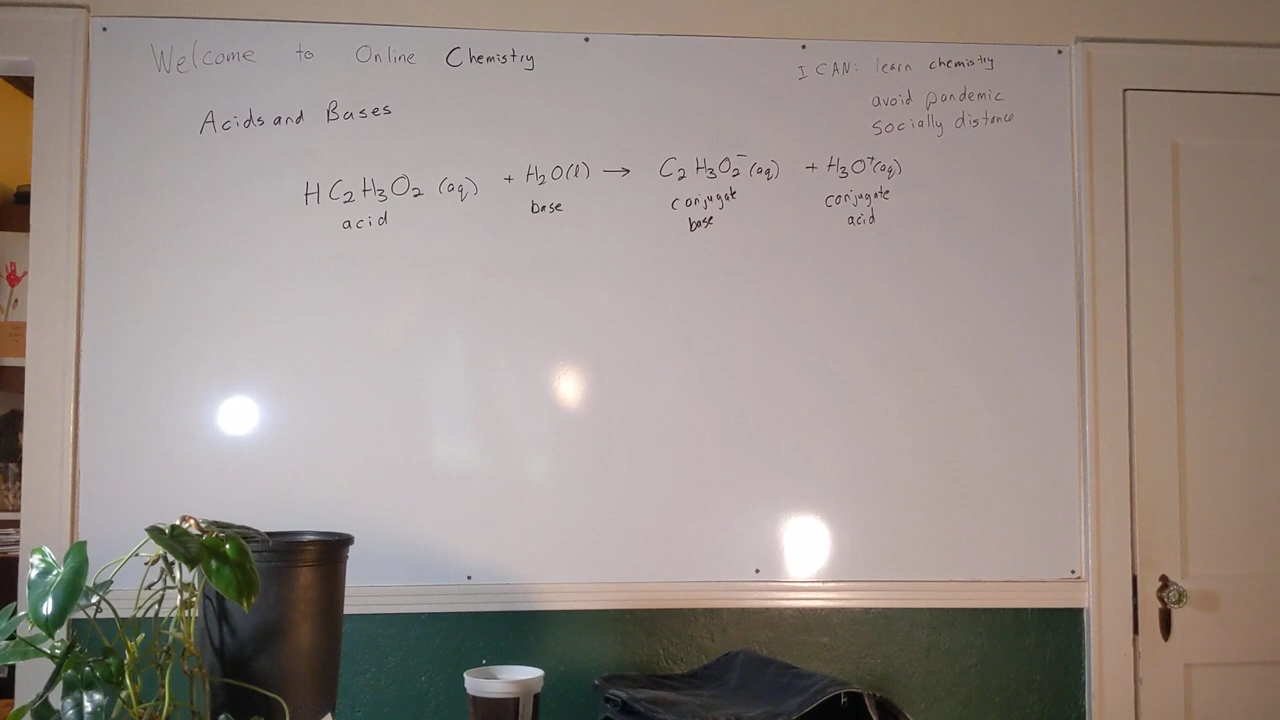 Welcome to Online Chemistry
I CAN: learn chemistry
avoid pandemic
socially distance
Acids and Bases
HC₂H₃O₂ (aq) + H₂O(l) → C₂H₃O₂⁻(aq) + H₃O⁺(aq)
acid base conjugate conjugate
base acid